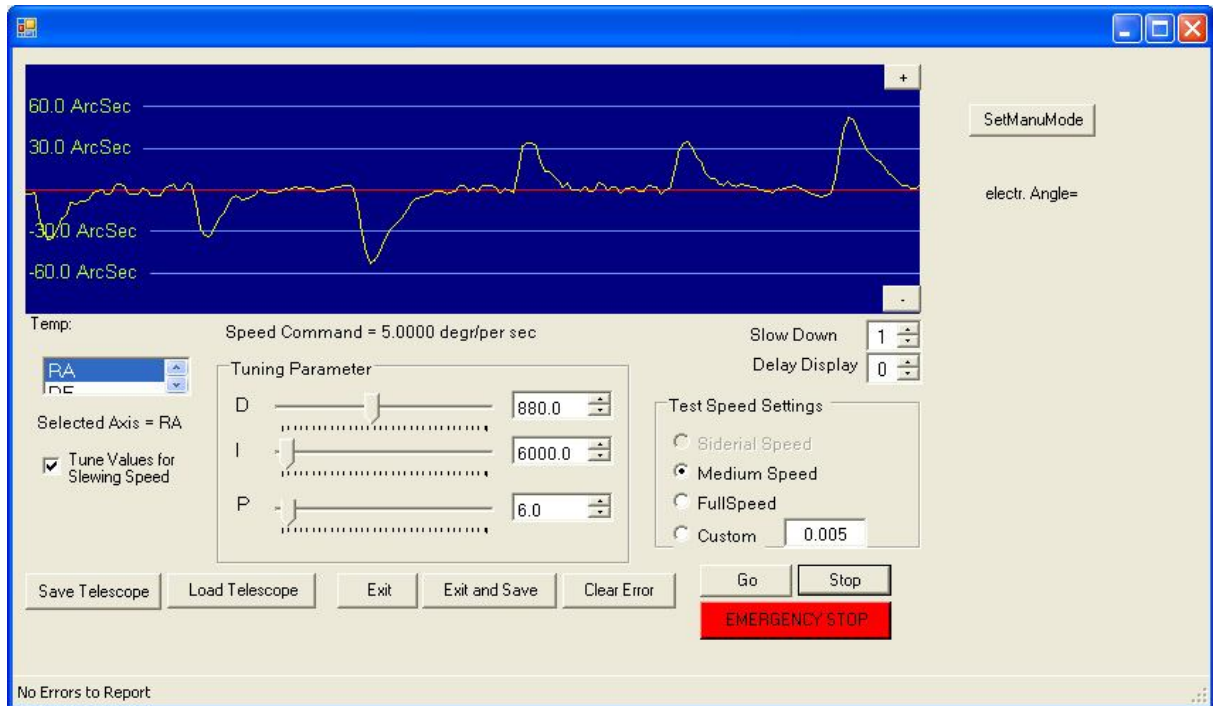 +
60.0 ArcSec
30.0 ArcSec
-30.0 ArcSec
-60.0 ArcSec
-
SetManuMode
electr. Angle=
Temp:
Speed Command = 5.0000 degr/per sec
Slow Down 1
Delay Display 0
RA
DE
Selected Axis = RA
Tune Values for
Slewing Speed
Tuning Parameter
D 880.0
I 6000.0
P 6.0
Test Speed Settings
Siderial Speed
Medium Speed
FullSpeed
Custom 0.005
Save Telescope Load Telescope Exit Exit and Save Clear Error Go Stop
EMERGENCY STOP
No Errors to Report